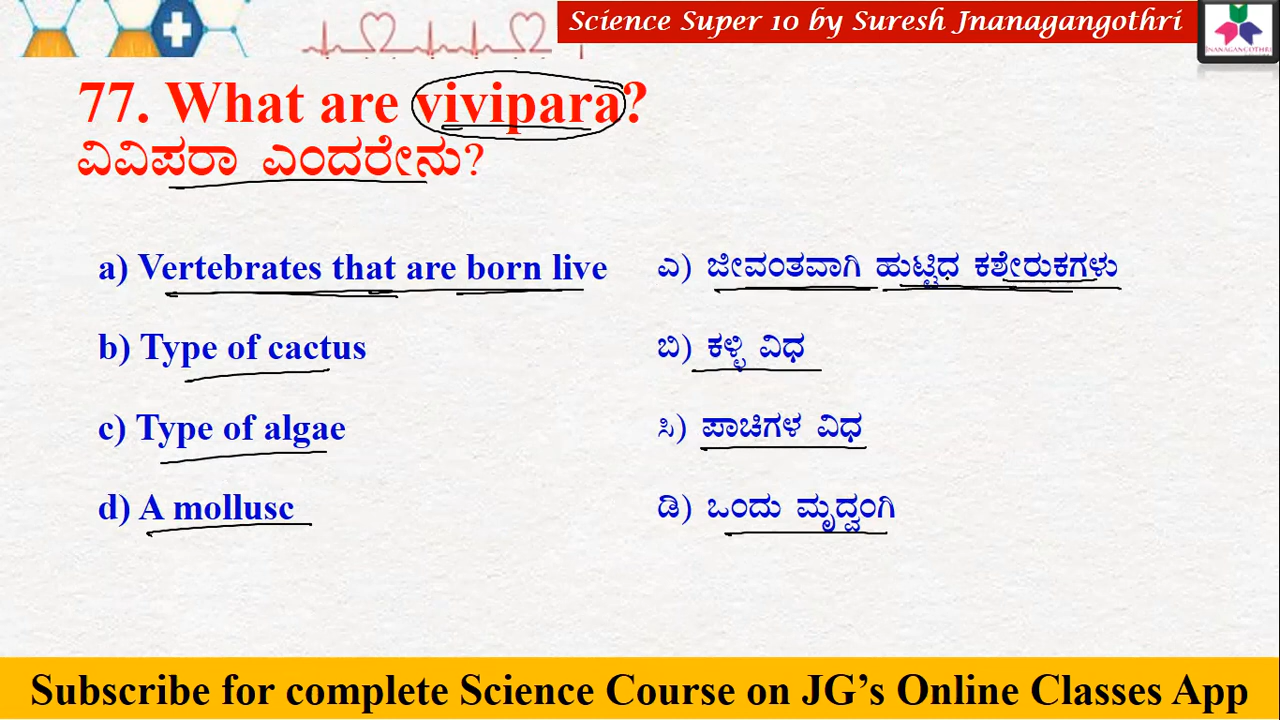 Science Super 10 by Suresh Jnanagangothri
JNANAGANGOTHRI
77. What are vivipara?
ವಿವಿಪರಾ ಎಂದರೇನು?
a) Vertebrates that are born live
ಎ) ಜೀವಂತವಾಗಿ ಹುಟ್ಟಿಧ ಕಶೇರುಕಗಳು
b) Type of cactus
ಬಿ) ಕಳ್ಳಿ ವಿಧ
c) Type of algae
ಸಿ) ಪಾಚಿಗಳ ವಿಧ
d) A mollusc
ಡಿ) ಒಂದು ಮೃದ್ವಂಗಿ
Subscribe for complete Science Course on JG’s Online Classes App